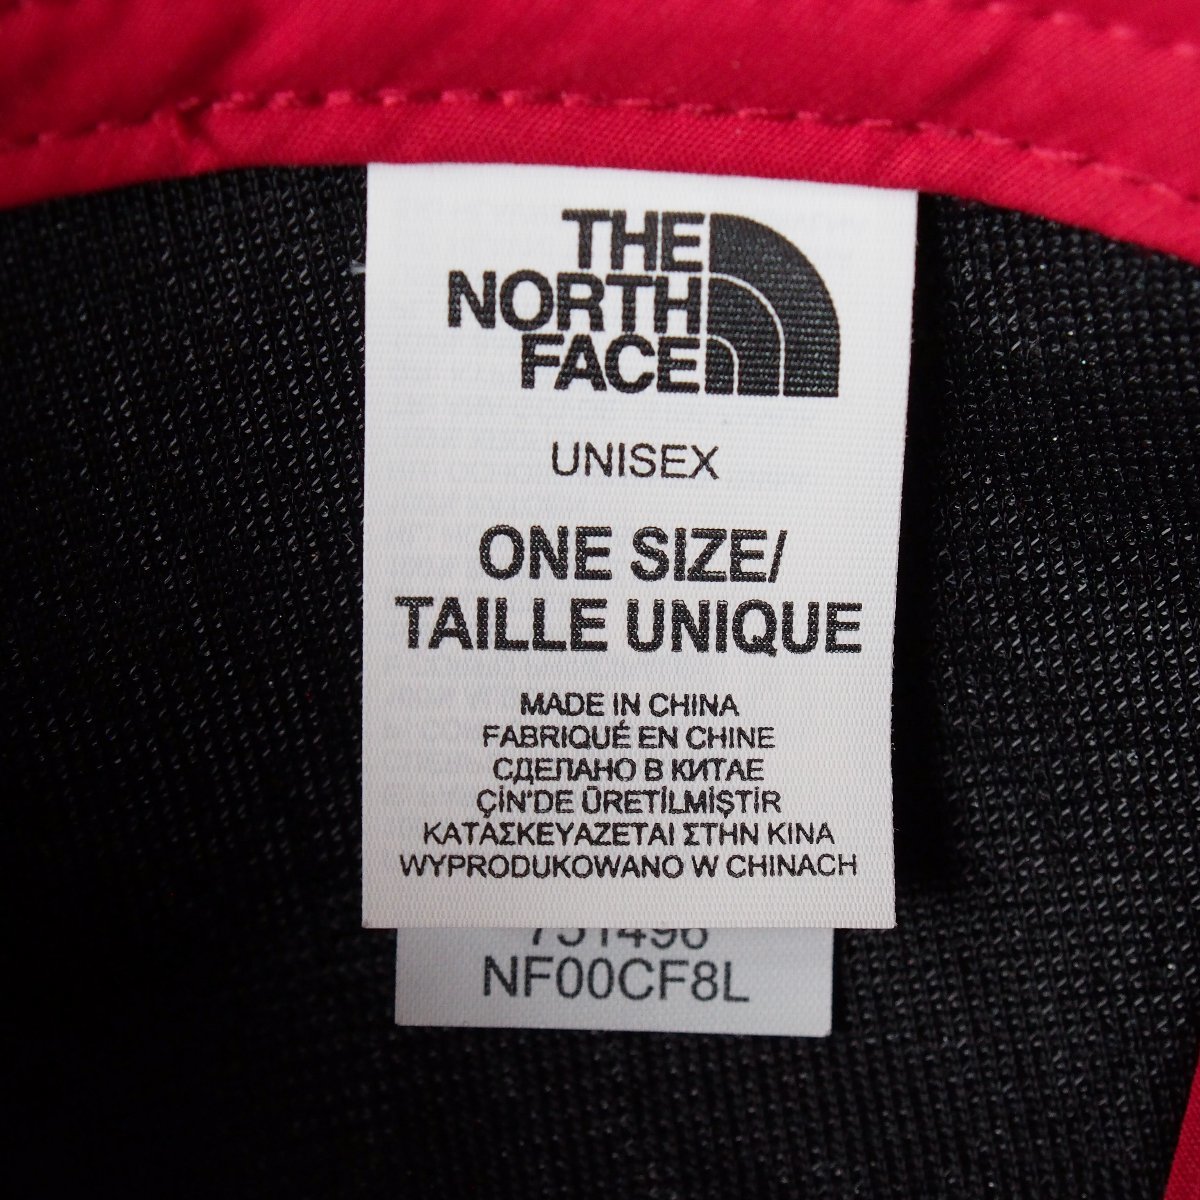 THE
NORTH
FACE
UNISEX
ONE SIZE/
TAILLE UNIQUE
MADE IN CHINA
FABRIQUÉ EN CHINE
СДЕЛАНО В КИТАЕ
ÇİN'DE ÜRETİLMİŞTİR
ΚΑΤΑΣΚΕΥΑΖΕΤΑΙ ΣΤΗΝ ΚΙΝΑ
WYPRODUKOWANO W CHINACH
751496
NF00CF8L